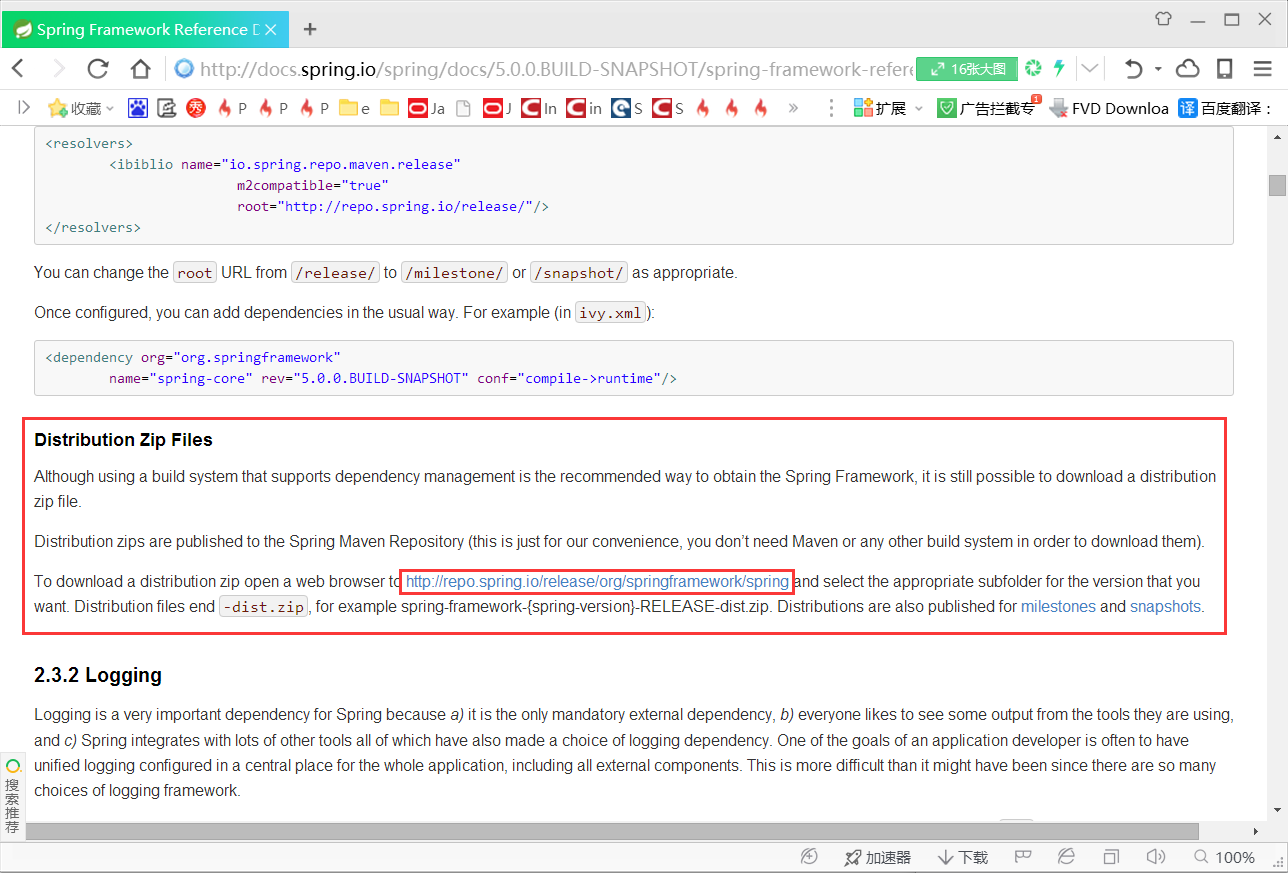 Spring Framework Reference D
http://docs.spring.io/spring/docs/5.0.0.BUILD-SNAPSHOT/spring-framework-refere
16张大图
收藏
P
P
P
e
Ja
J
In
in
S
S
扩展
广告拦截专
1
FVD Downloa
译 百度翻译：
<resolvers>
<ibiblio name="io.spring.repo.maven.release"
m2compatible="true"
root="http://repo.spring.io/release/"/>
</resolvers>
You can change the root URL from /release/ to /milestone/ or /snapshot/ as appropriate.
Once configured, you can add dependencies in the usual way. For example (in ivy.xml):
<dependency org="org.springframework"
name="spring-core" rev="5.0.0.BUILD-SNAPSHOT" conf="compile->runtime"/>
Distribution Zip Files
Although using a build system that supports dependency management is the recommended way to obtain the Spring Framework, it is still possible to download a distribution
zip file.
Distribution zips are published to the Spring Maven Repository (this is just for our convenience, you don’t need Maven or any other build system in order to download them).
To download a distribution zip open a web browser to http://repo.spring.io/release/org/springframework/spring and select the appropriate subfolder for the version that you
want. Distribution files end -dist.zip, for example spring-framework-{spring-version}-RELEASE-dist.zip. Distributions are also published for milestones and snapshots.
2.3.2 Logging
Logging is a very important dependency for Spring because a) it is the only mandatory external dependency, b) everyone likes to see some output from the tools they are using,
and c) Spring integrates with lots of other tools all of which have also made a choice of logging dependency. One of the goals of an application developer is often to have
unified logging configured in a central place for the whole application, including all external components. This is more difficult than it might have been since there are so many
choices of logging framework.
搜索推荐
加速器
下载
100%